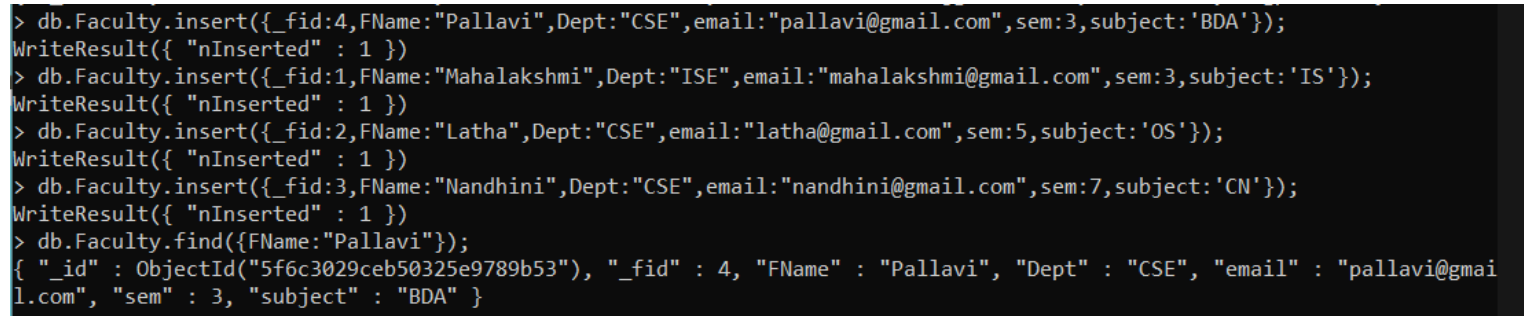 > db.Faculty.insert({_fid:4,FName:"Pallavi",Dept:"CSE",email:"pallavi@gmail.com",sem:3,subject:'BDA'});
WriteResult({ "nInserted" : 1 })
> db.Faculty.insert({_fid:1,FName:"Mahalakshmi",Dept:"ISE",email:"mahalakshmi@gmail.com",sem:3,subject:'IS'});
WriteResult({ "nInserted" : 1 })
> db.Faculty.insert({_fid:2,FName:"Latha",Dept:"CSE",email:"latha@gmail.com",sem:5,subject:'OS'});
WriteResult({ "nInserted" : 1 })
> db.Faculty.insert({_fid:3,FName:"Nandhini",Dept:"CSE",email:"nandhini@gmail.com",sem:7,subject:'CN'});
WriteResult({ "nInserted" : 1 })
> db.Faculty.find({FName:"Pallavi"});
{ "_id" : ObjectId("5f6c3029ceb50325e9789b53"), "_fid" : 4, "FName" : "Pallavi", "Dept" : "CSE", "email" : "pallavi@gmai
l.com", "sem" : 3, "subject" : "BDA" }